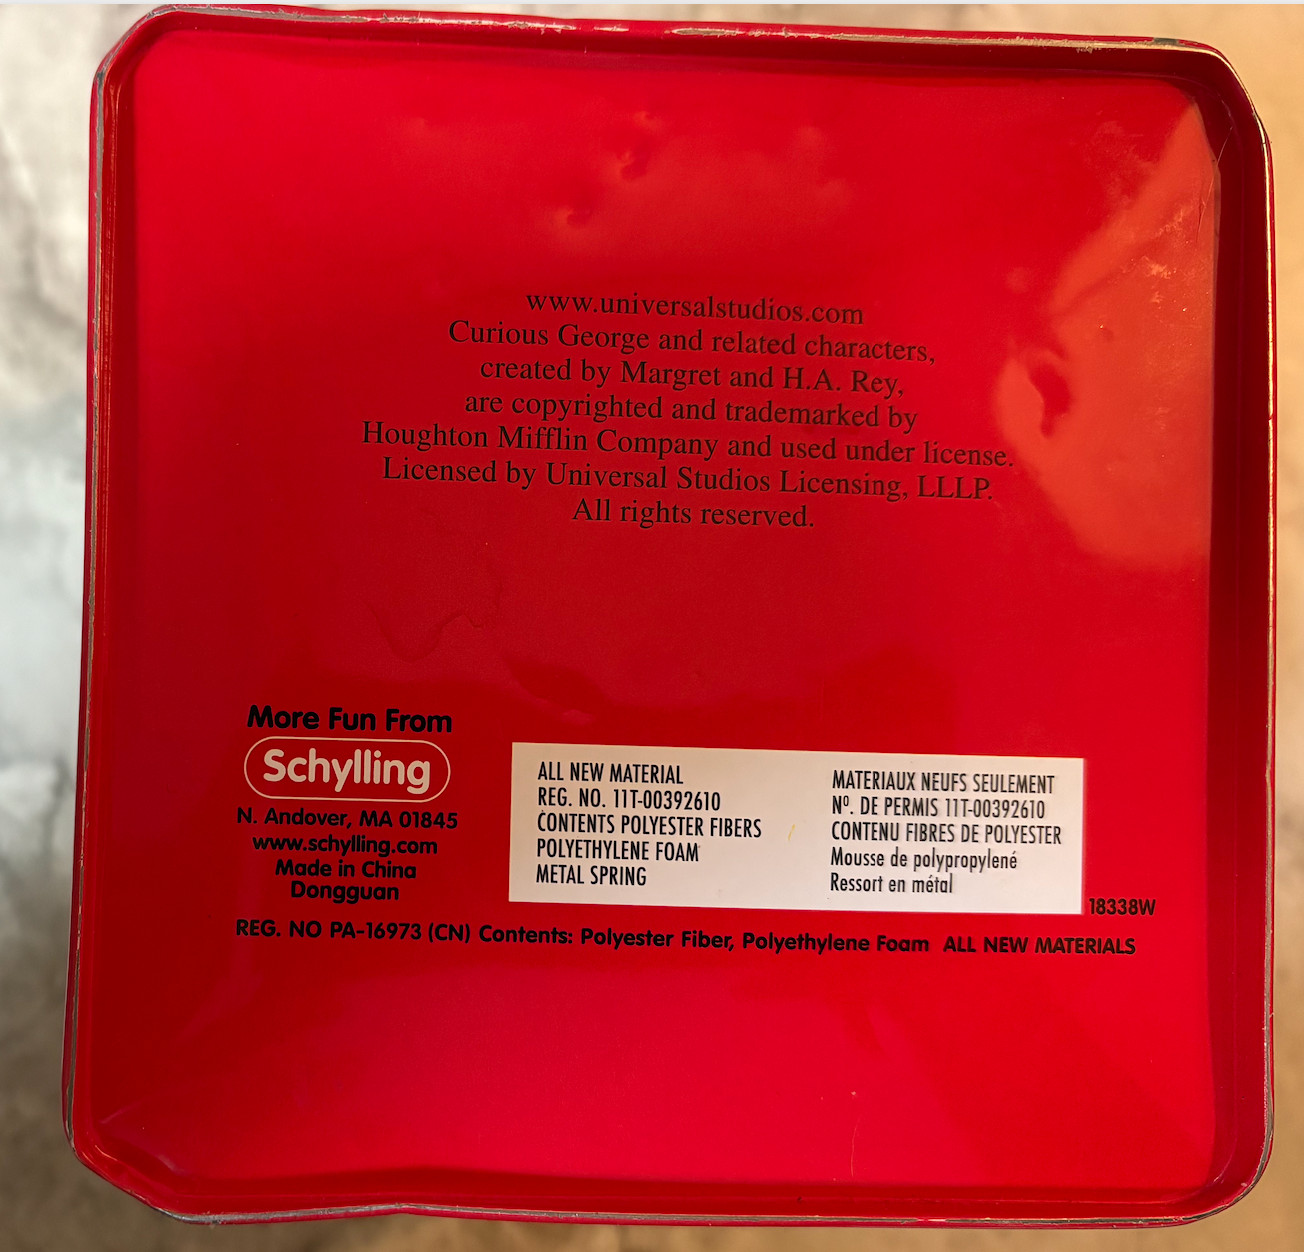 www.universalstudios.com
Curious George and related characters,
created by Margret and H.A. Rey,
are copyrighted and trademarked by
Houghton Mifflin Company and used under license.
Licensed by Universal Studios Licensing, LLLP.
All rights reserved.
More Fun From
Schylling
N. Andover, MA 01845
www.schylling.com
Made in China
Dongguan
ALL NEW MATERIAL
REG. NO. 11T-00392610
CONTENTS POLYESTER FIBERS
POLYETHYLENE FOAM
METAL SPRING
MATERIAUX NEUFS SEULEMENT
Nº. DE PERMIS 11T-00392610
CONTENU FIBRES DE POLYESTER
Mousse de polypropylené
Ressort en métal
18338W
REG. NO PA-16973 (CN) Contents: Polyester Fiber, Polyethylene Foam ALL NEW MATERIALS